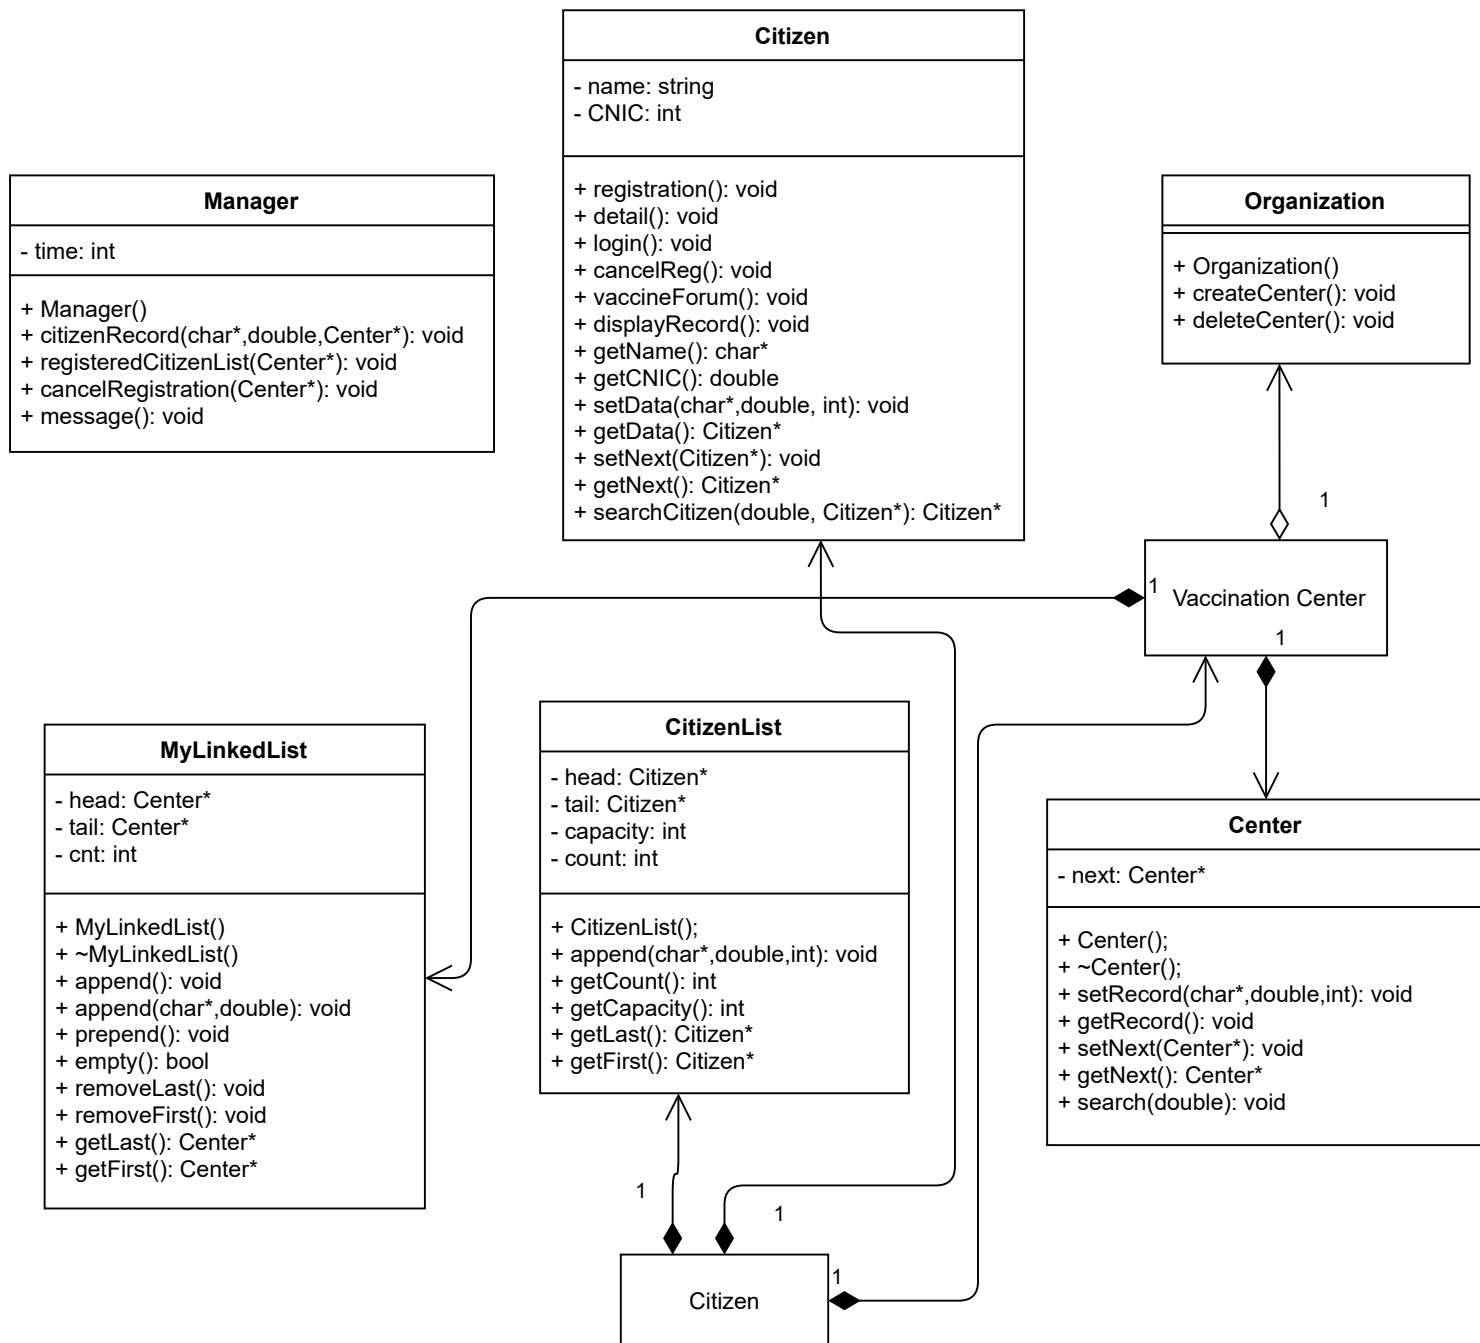 Citizen
- name: string
- CNIC: int
+ registration(): void
+ detail(): void
+ login(): void
+ cancelReg(): void
+ vaccineForum(): void
+ displayRecord(): void
+ getName(): char*
+ getCNIC(): double
+ setData(char*,double, int): void
+ getData(): Citizen*
+ setNext(Citizen*): void
+ getNext(): Citizen*
+ searchCitizen(double, Citizen*): Citizen*
Manager
- time: int
+ Manager()
+ citizenRecord(char*,double,Center*): void
+ registeredCitizenList(Center*): void
+ cancelRegistration(Center*): void
+ message(): void
Organization
+ Organization()
+ createCenter(): void
+ deleteCenter(): void
1
1
Vaccination Center
1
MyLinkedList
- head: Center*
- tail: Center*
- cnt: int
+ MyLinkedList()
+ ~MyLinkedList()
+ append(): void
+ append(char*,double): void
+ prepend(): void
+ empty(): bool
+ removeLast(): void
+ removeFirst(): void
+ getLast(): Center*
+ getFirst(): Center*
CitizenList
- head: Citizen*
- tail: Citizen*
- capacity: int
- count: int
+ CitizenList();
+ append(char*,double,int): void
+ getCount(): int
+ getCapacity(): int
+ getLast(): Citizen*
+ getFirst(): Citizen*
Center
- next: Center*
+ Center();
+ ~Center();
+ setRecord(char*,double,int): void
+ getRecord(): void
+ setNext(Center*): void
+ getNext(): Center*
+ search(double): void
1
1
1
Citizen